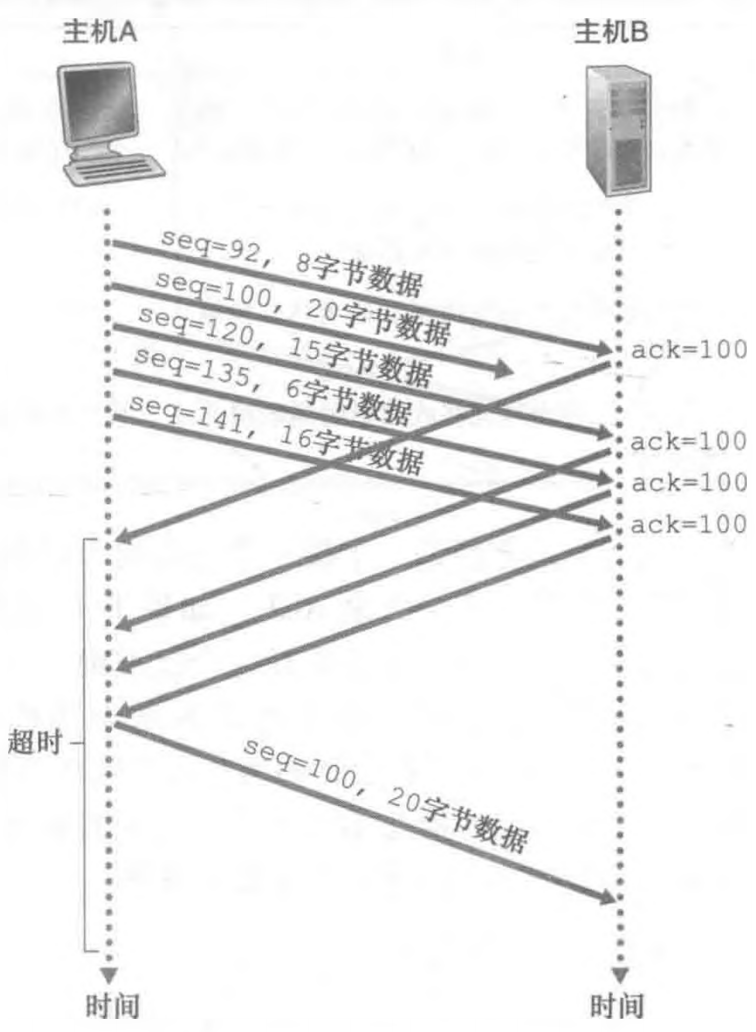 主机A
主机B
seq=92, 8字节数据
seq=100, 20字节数据
seq=120, 15字节数据
seq=135, 6字节数据
seq=141, 16字节数据
ack=100
ack=100
ack=100
ack=100
超时
seq=100, 20字节数据
时间
时间